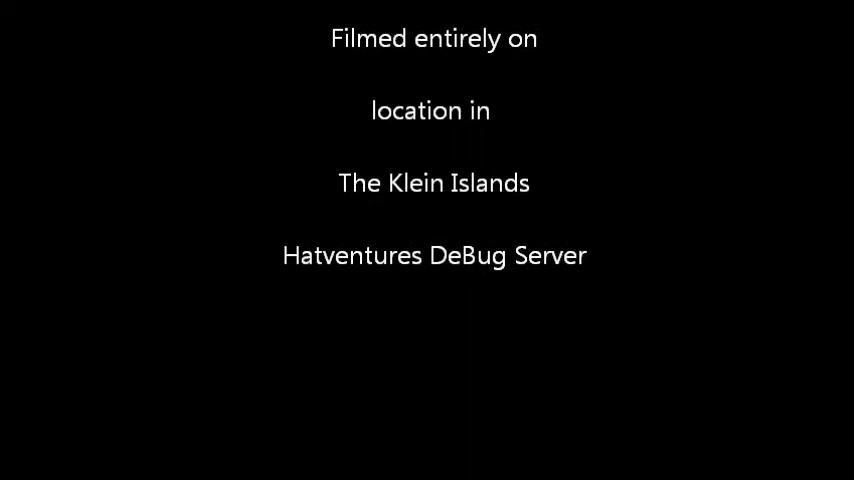 Filmed entirely on
location in
The Klein Islands
Hatventures DeBug Server